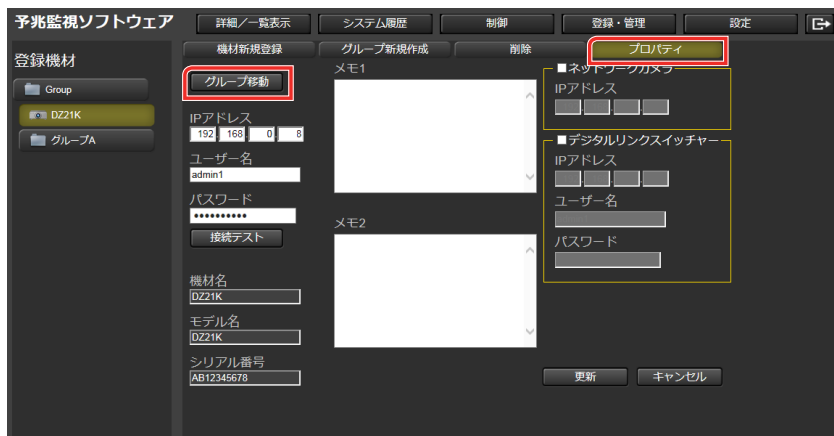 予兆監視ソフトウェア
詳細／一覧表示
システム履歴
制御
登録・管理
設定
機材新規登録
グループ新規作成
削除
プロパティ
登録機材
Group
DZ21K
グループA
グループ移動
IPアドレス
192 . 168 . 0 . 8
ユーザー名
admin1
パスワード
••••••••••
接続テスト
機材名
DZ21K
モデル名
DZ21K
シリアル番号
AB12345678
メモ1
メモ2
ネットワークカメラ
IPアドレス
デジタルリンクスイッチャー
IPアドレス
ユーザー名
パスワード
更新
キャンセル